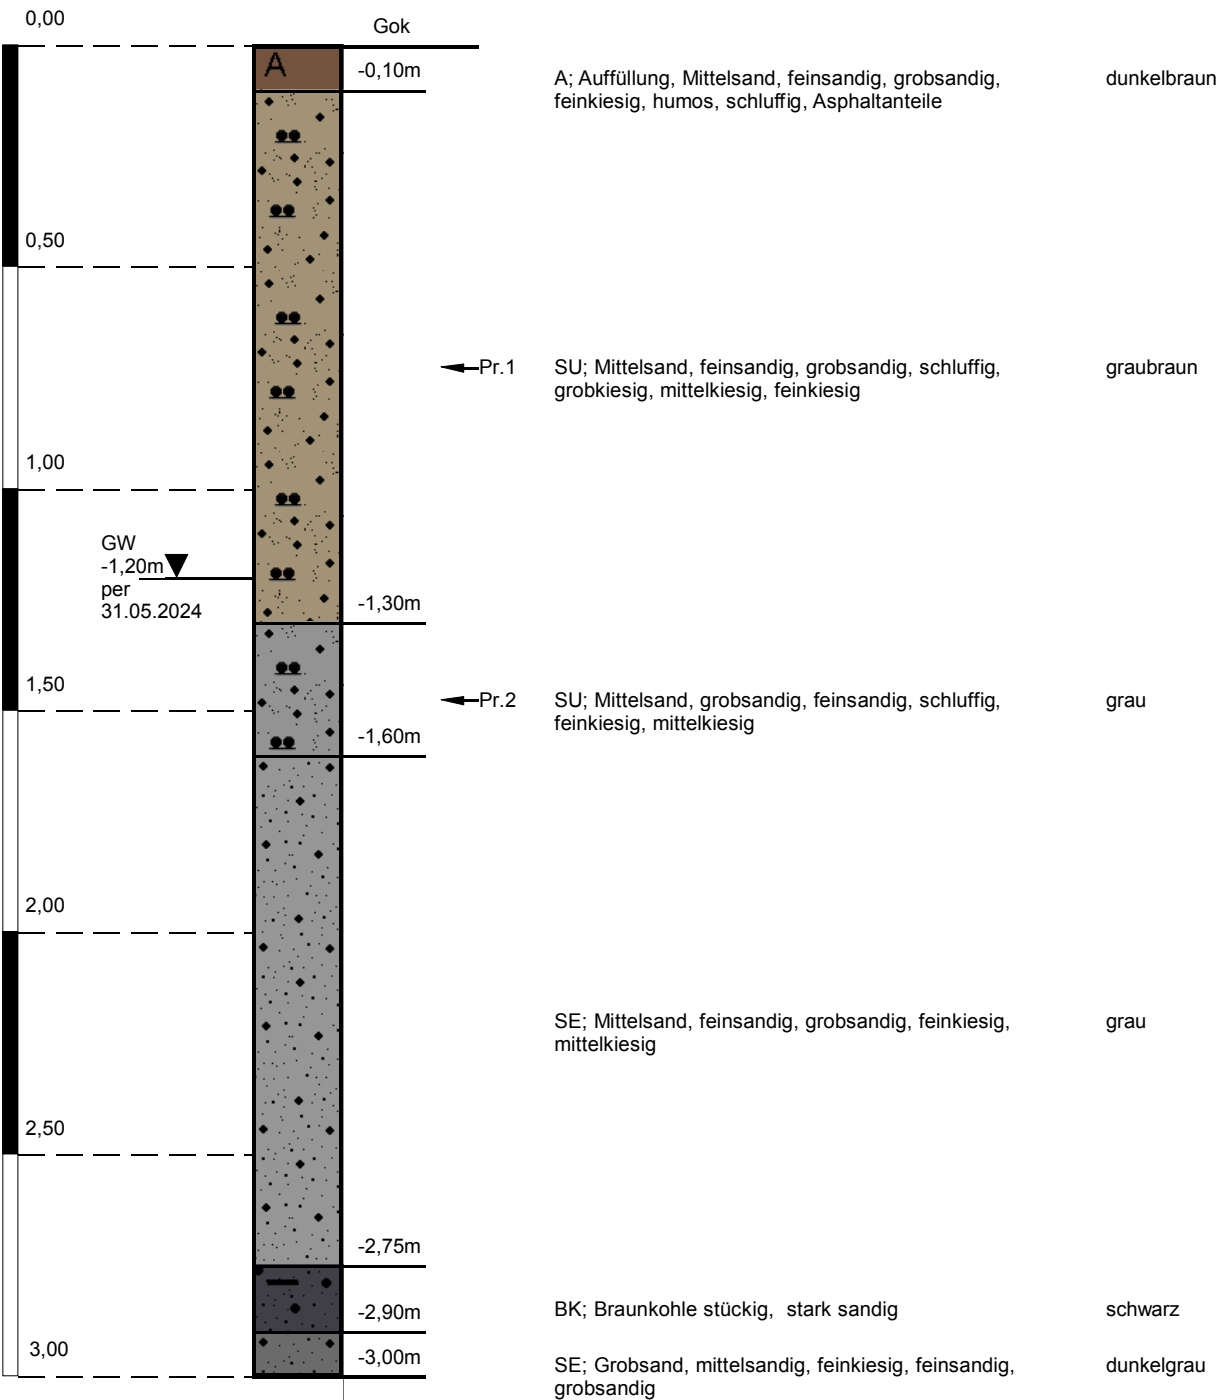 0,00
Gok
A
-0,10m
A; Auffüllung, Mittelsand, feinsandig, grobsandig,
feinkiesig, humos, schluffig, Asphaltanteile
dunkelbraun
0,50
Pr.1
SU; Mittelsand, feinsandig, grobsandig, schluffig,
grobkiesig, mittelkiesig, feinkiesig
graubraun
1,00
GW
-1,20m
per
31.05.2024
-1,30m
1,50
Pr.2
SU; Mittelsand, grobsandig, feinsandig, schluffig,
feinkiesig, mittelkiesig
grau
-1,60m
2,00
SE; Mittelsand, feinsandig, grobsandig, feinkiesig,
mittelkiesig
grau
2,50
-2,75m
-2,90m
BK; Braunkohle stückig, stark sandig
schwarz
3,00
-3,00m
SE; Grobsand, mittelsandig, feinkiesig, feinsandig,
grobsandig
dunkelgrau